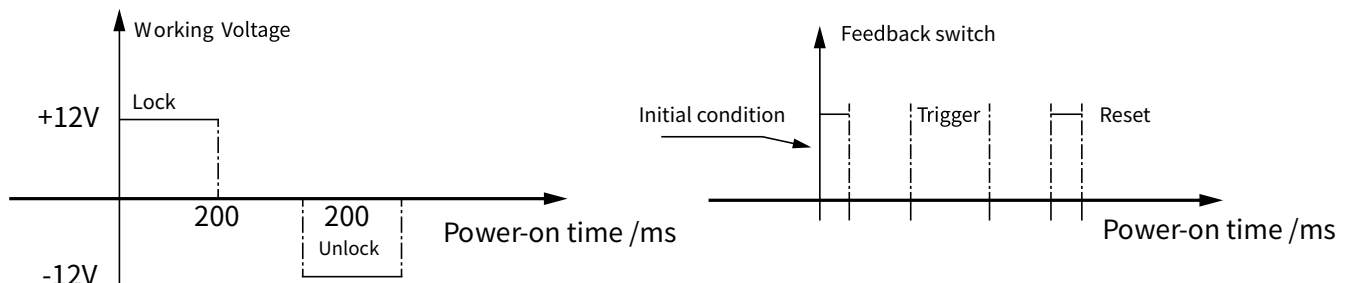 Working Voltage
+12V
Lock
200
200
Unlock
-12V
Power-on time /ms
Feedback switch
Initial condition
Trigger
Reset
Power-on time /ms